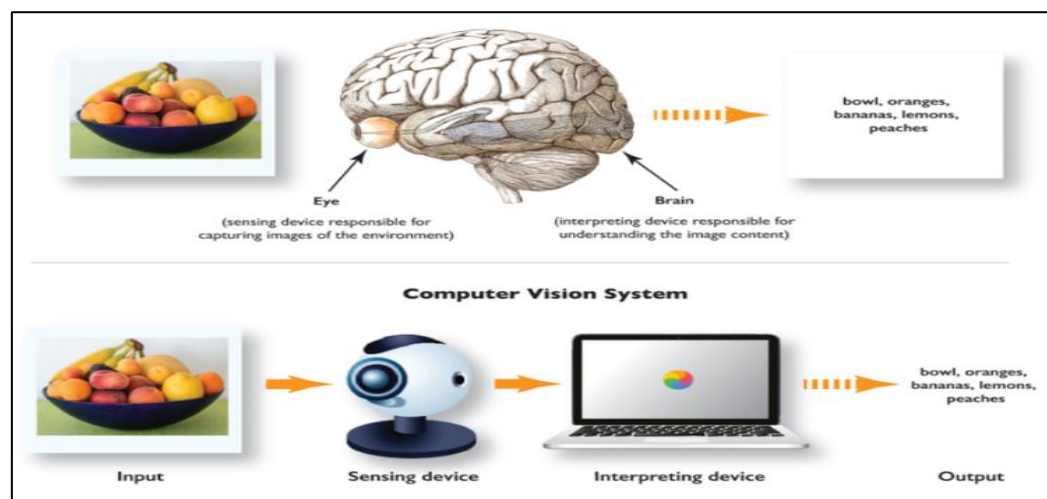 bowl, oranges,
bananas, lemons,
peaches
Eye
(sensing device responsible for
capturing images of the environment)
Brain
(interpreting device responsible for
understanding the image content)
Computer Vision System
bowl, oranges,
bananas, lemons,
peaches
Input
Sensing device
Interpreting device
Output